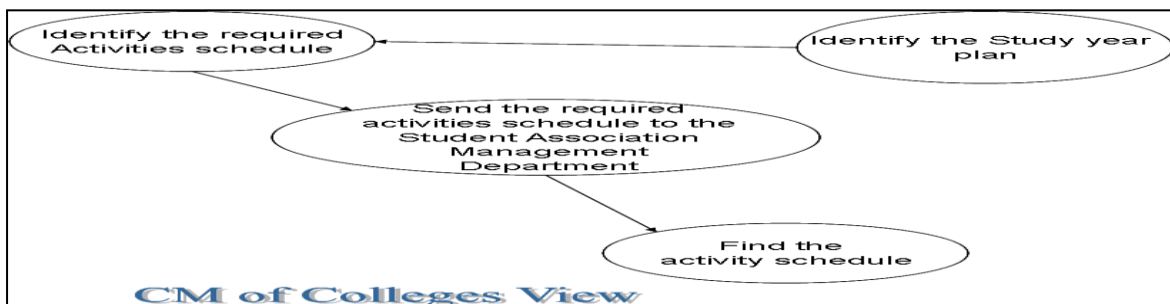 Identify the required
Activities schedule
Identify the Study year
plan
Send the required
activities schedule to the
Student Association
Management
Department
Find the
activity schedule
CM of Colleges View